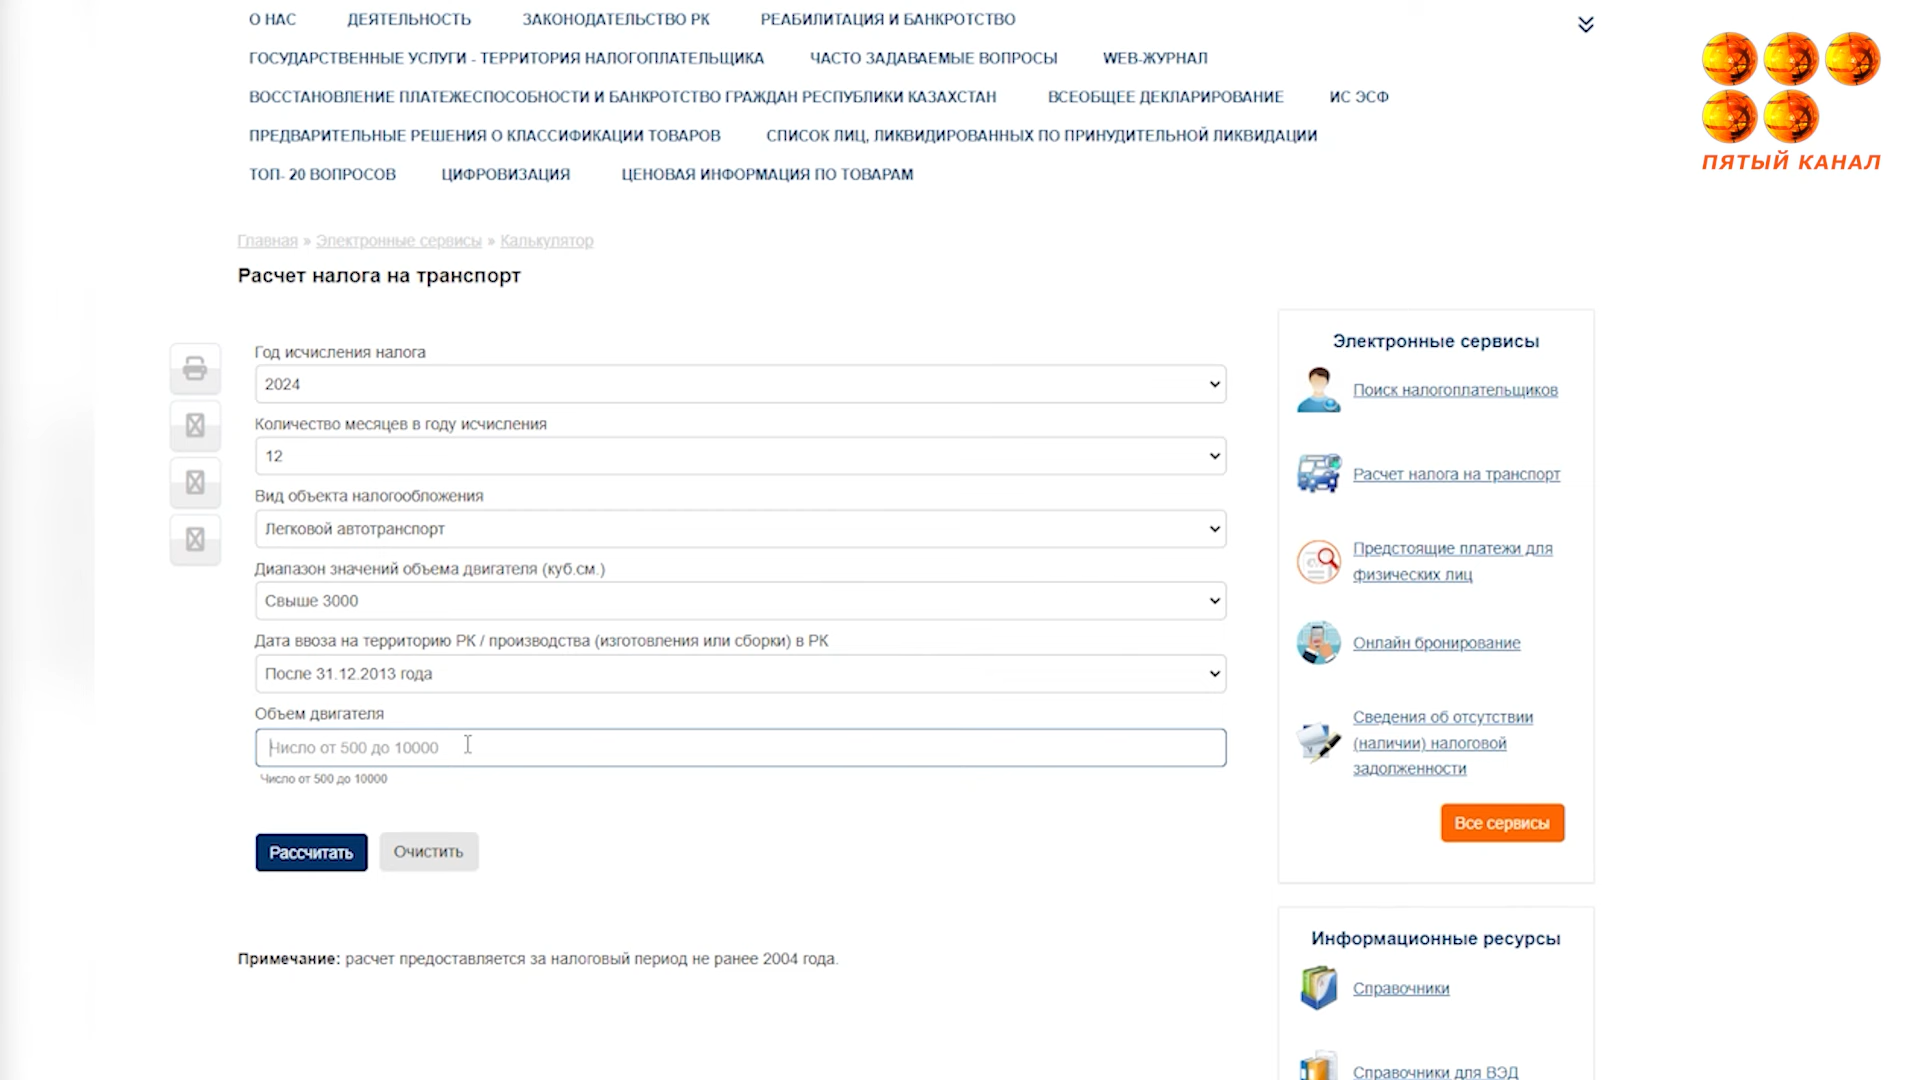 О НАС ДЕЯТЕЛЬНОСТЬ ЗАКОНОДАТЕЛЬСТВО РК РЕАБИЛИТАЦИЯ И БАНКРОТСТВО
ГОСУДАРСТВЕННЫЕ УСЛУГИ - ТЕРРИТОРИЯ НАЛОГОПЛАТЕЛЬЩИКА ЧАСТО ЗАДАВАЕМЫЕ ВОПРОСЫ WEB-ЖУРНАЛ
ВОССТАНОВЛЕНИЕ ПЛАТЕЖЕСПОСОБНОСТИ И БАНКРОТСТВО ГРАЖДАН РЕСПУБЛИКИ КАЗАХСТАН ВСЕОБЩЕЕ ДЕКЛАРИРОВАНИЕ ИС ЭСФ
ПРЕДВАРИТЕЛЬНЫЕ РЕШЕНИЯ О КЛАССИФИКАЦИИ ТОВАРОВ СПИСОК ЛИЦ, ЛИКВИДИРОВАННЫХ ПО ПРИНУДИТЕЛЬНОЙ ЛИКВИДАЦИИ
ТОП- 20 ВОПРОСОВ ЦИФРОВИЗАЦИЯ ЦЕНОВАЯ ИНФОРМАЦИЯ ПО ТОВАРАМ
ПЯТЫЙ КАНАЛ
Главная » Электронные сервисы » Калькулятор
Расчет налога на транспорт
Год исчисления налога
2024
Количество месяцев в году исчисления
12
Вид объекта налогообложения
Легковой автотранспорт
Диапазон значений объема двигателя (куб.см.)
Свыше 3000
Дата ввоза на территорию РК / производства (изготовления или сборки) в РК
После 31.12.2013 года
Объем двигателя
Число от 500 до 10000
Число от 500 до 10000
Рассчитать Очистить
Примечание: расчет предоставляется за налоговый период не ранее 2004 года.
Электронные сервисы
Поиск налогоплательщиков
Расчет налога на транспорт
Предстоящие платежи для
физических лиц
Онлайн бронирование
Сведения об отсутствии
(наличии) налоговой
задолженности
Все сервисы
Информационные ресурсы
Справочники
Справочники для ВЭД